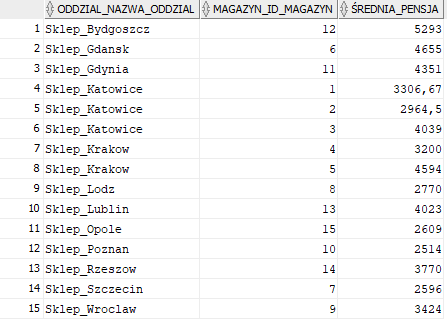 ODDZIAL_NAZWA_ODDZIAL MAGAZYN_ID_MAGAZYN ŚREDNIA_PENSJA
1 Sklep_Bydgoszcz 12 5293
2 Sklep_Gdansk 6 4655
3 Sklep_Gdynia 11 4351
4 Sklep_Katowice 1 3306,67
5 Sklep_Katowice 2 2964,5
6 Sklep_Katowice 3 4039
7 Sklep_Krakow 4 3200
8 Sklep_Krakow 5 4594
9 Sklep_Lodz 8 2770
10 Sklep_Lublin 13 4023
11 Sklep_Opole 15 2609
12 Sklep_Poznan 10 2514
13 Sklep_Rzeszow 14 3770
14 Sklep_Szczecin 7 2596
15 Sklep_Wroclaw 9 3424